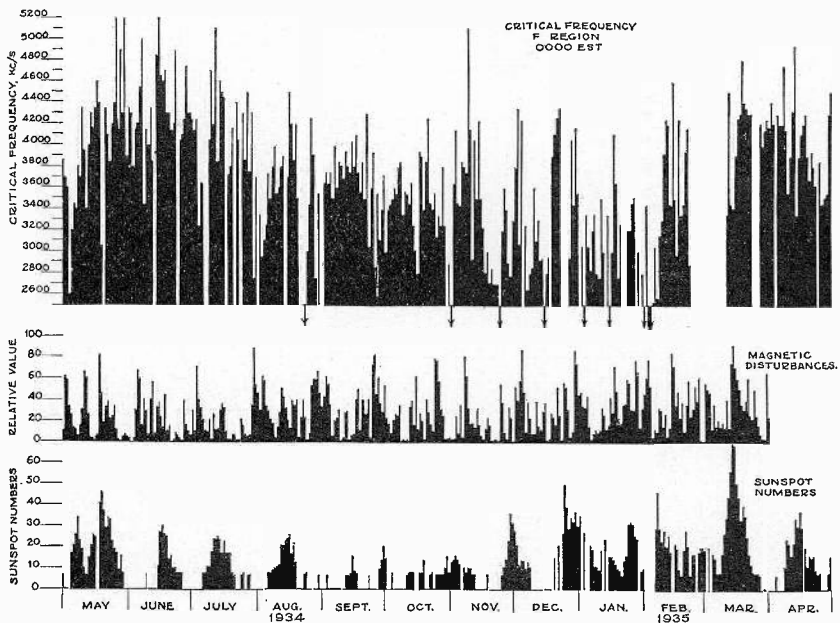 CRITICAL FREQUENCY
F REGION
0000 EST
CRITICAL FREQUENCY, KC/S
5200
5000
4800
4600
4400
4200
4000
3800
3600
3400
3200
3000
2800
2600
MAGNETIC
DISTURBANCES.
RELATIVE VALUE
100
80
60
40
20
0
SUNSPOT
NUMBERS
SUNSPOT NUMBERS
60
50
40
30
20
10
0
MAY JUNE JULY AUG. SEPT. OCT. NOV. DEC. JAN. FEB. MAR. APR.
1934 1935